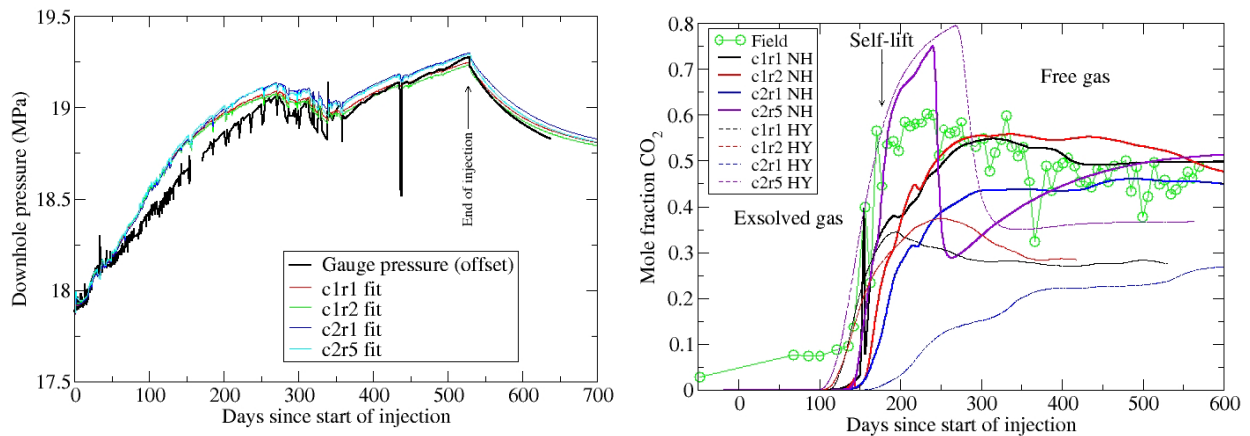 19.5
19
18.5
18
17.5
Downhole pressure (MPa)
0
100
200
300
400
500
600
700
Days since start of injection
End of injection
Gauge pressure (offset)
c1r1 fit
c1r2 fit
c2r1 fit
c2r5 fit
0.8
0.7
0.6
0.5
0.4
0.3
0.2
0.1
0
Mole fraction CO2
0
100
200
300
400
500
600
Days since start of injection
Field
c1r1 NH
c1r2 NH
c2r1 NH
c2r5 NH
c1r1 HY
c1r2 HY
c2r1 HY
c2r5 HY
Self-lift
Free gas
Exsolved gas